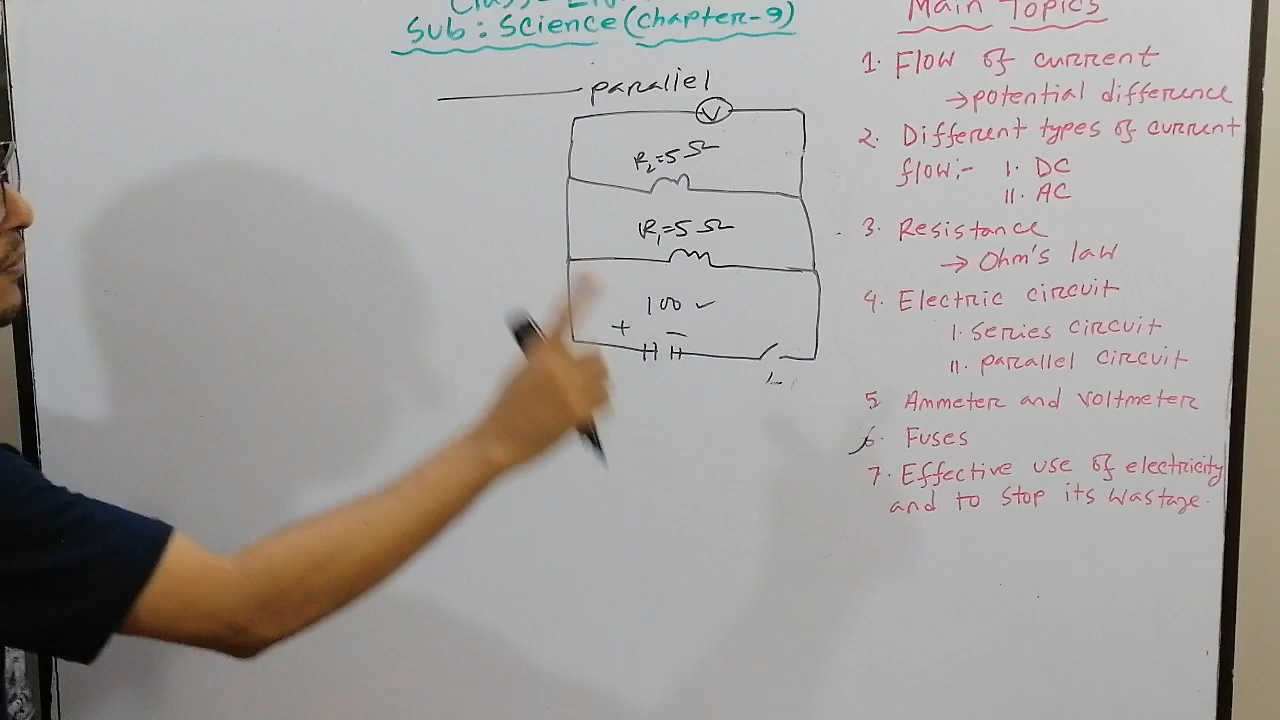 Sub : Science (chapter-9)
parallel
V
R₂=5 Ω
R₁=5 Ω
100 v
+ −
Main Topics
1. Flow of current
→ potential difference
2. Different types of current
flow:- I. DC
II. AC
3. Resistance
→ Ohm's law
4. Electric circuit
I. series circuit
II. parallel circuit
5 Ammeter and voltmeter
6. Fuses
7. Effective use of electricity
and to stop its wastage.